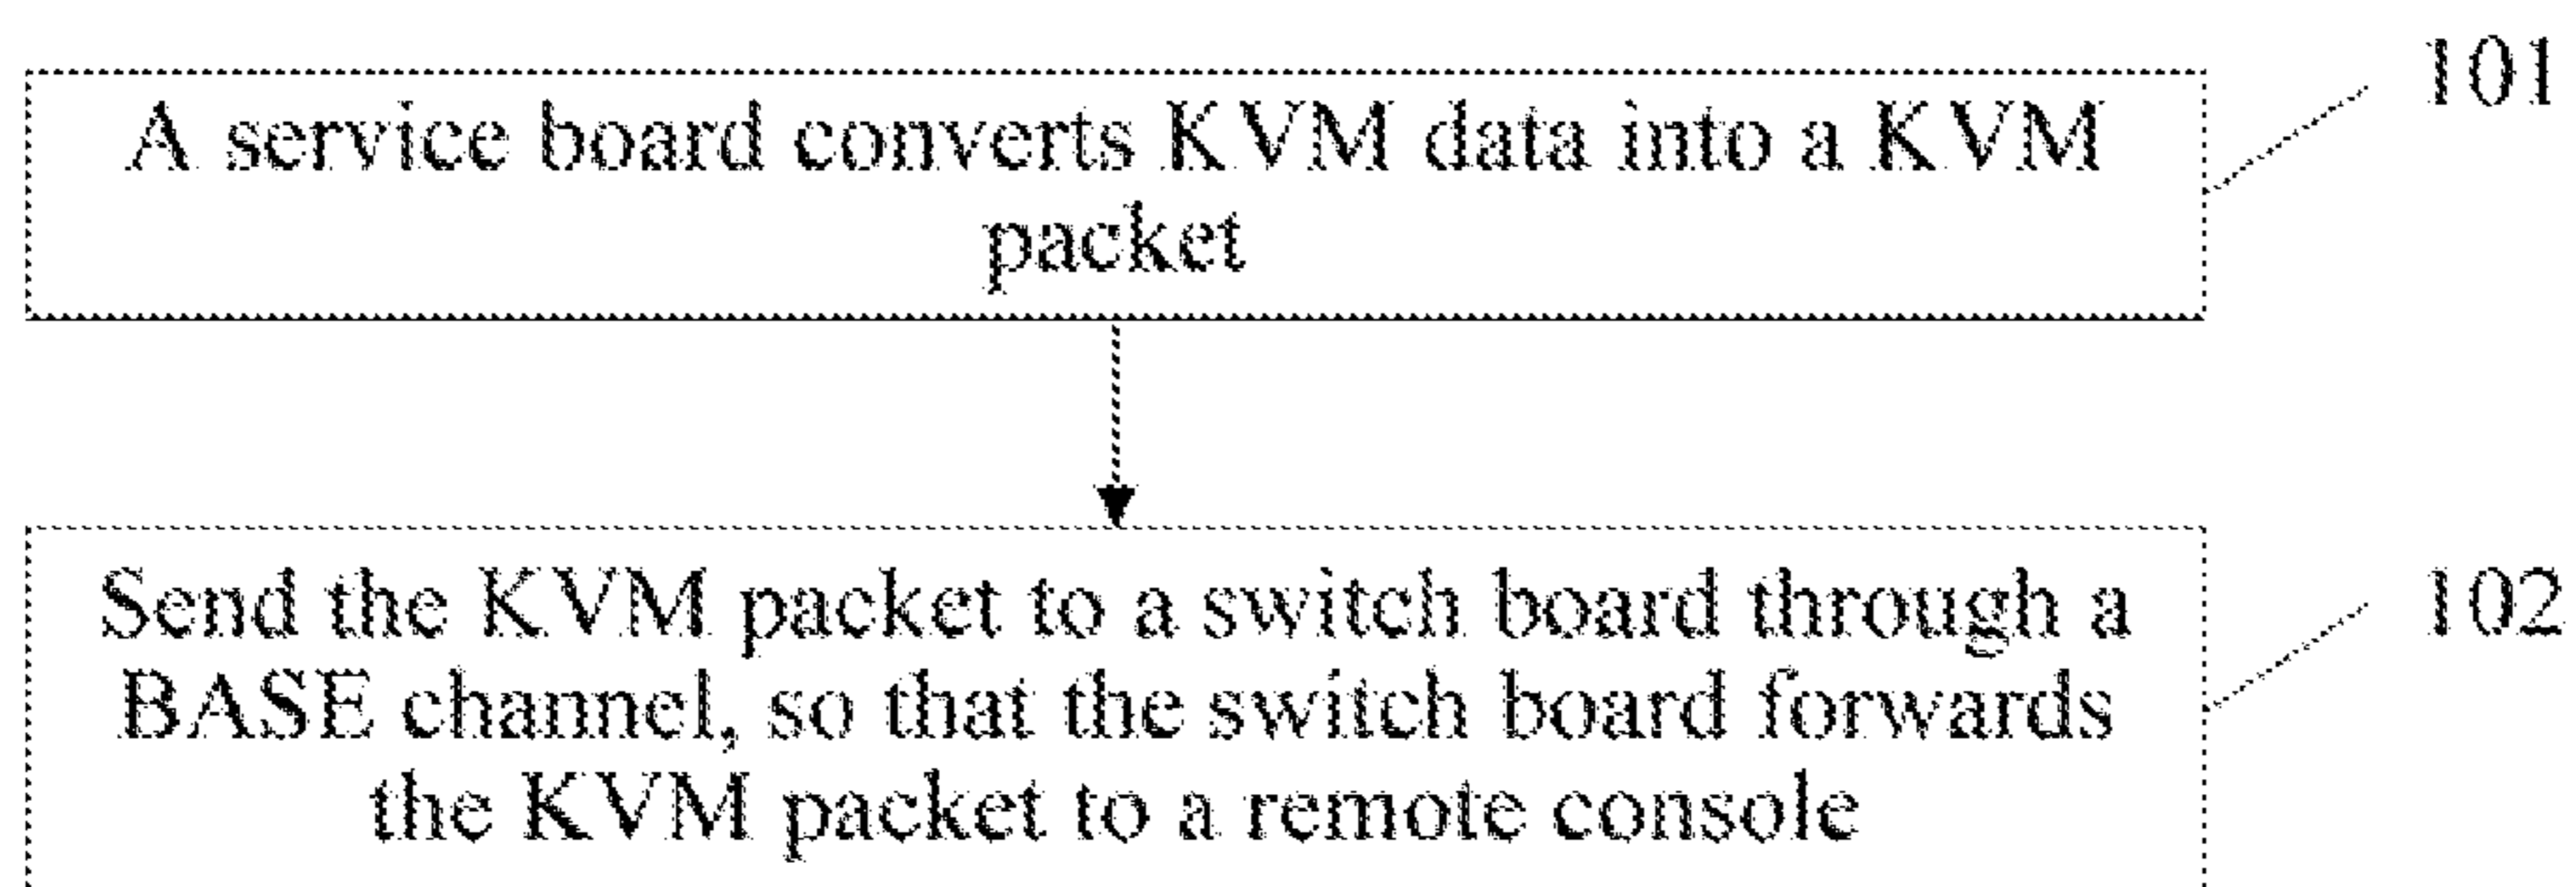 101
A service board converts KVM data into a KVM
packet
102
Send the KVM packet to a switch board through a
BASE channel, so that the switch board forwards
the KVM packet to a remote console